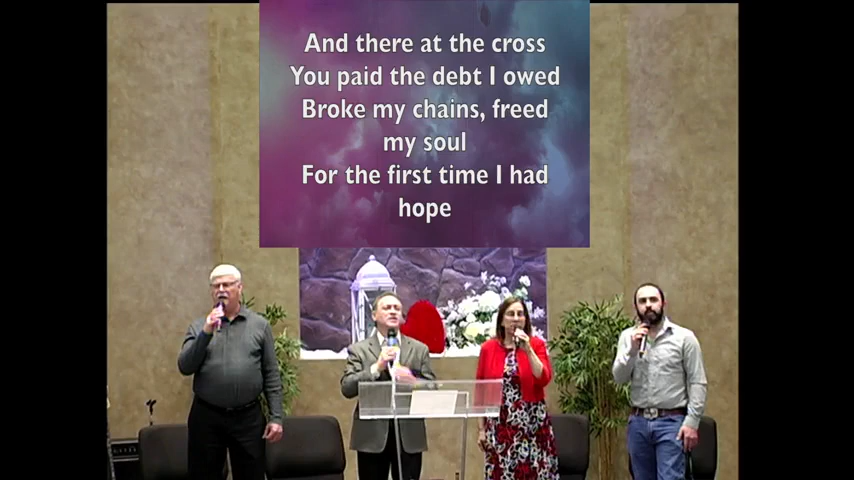 And there at the cross
You paid the debt I owed
Broke my chains, freed
my soul
For the first time I had
hope